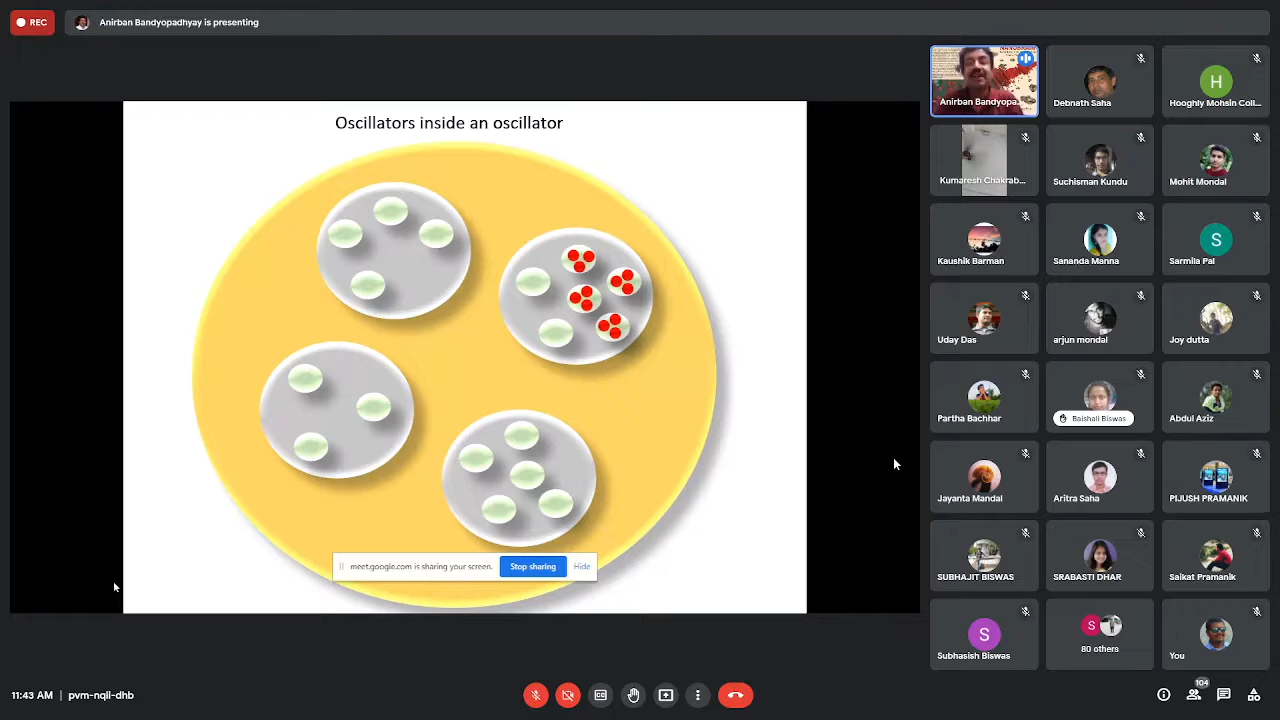 REC
Anirban Bandyopadhyay is presenting
Oscillators inside an oscillator
meet.google.com is sharing your screen.
Stop sharing
Hide
NANOBRAIN
Anirban Bandyopa...
Debnath Saha
H
Hooghly Mohsin Coll...
Kumaresh Chakrab...
Suchisman Kundu
Mohit Mondal
Kaushik Barman
Sananda Manna
S
Sarmila Pal
Uday Das
arjun mondal
Joy dutta
Partha Bachhar
Baishali Biswas
Abdul Aziz
Jayanta Mandal
Aritra Saha
PIJUSH PRAMANIK
SUBHAJIT BISWAS
SRABASTI DHAR
Saikat Pramanik
S
Subhasish Biswas
S
80 others
You
11:43 AM | pvm-nqii-dhb
104